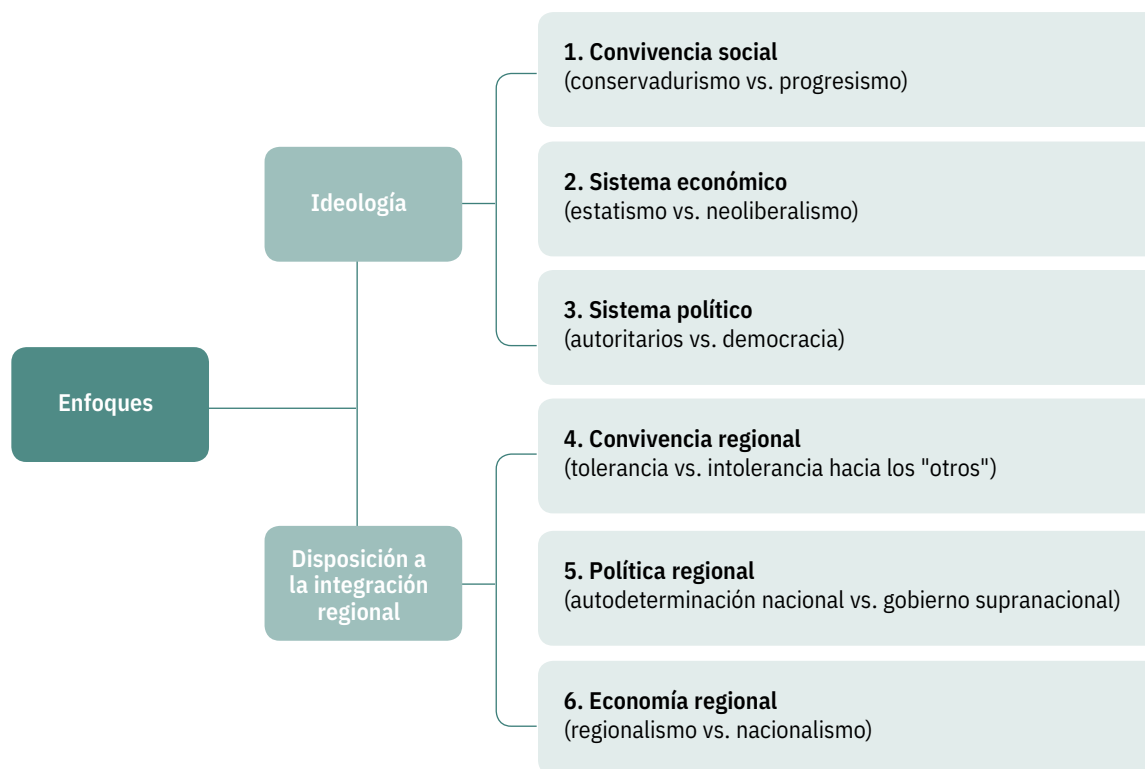 Enfoques
Ideología
1. Convivencia social
(conservadurismo vs. progresismo)
2. Sistema económico
(estatismo vs. neoliberalismo)
3. Sistema político
(autoritarios vs. democracia)
Disposición a
la integración
regional
4. Convivencia regional
(tolerancia vs. intolerancia hacia los "otros")
5. Política regional
(autodeterminación nacional vs. gobierno supranacional)
6. Economía regional
(regionalismo vs. nacionalismo)